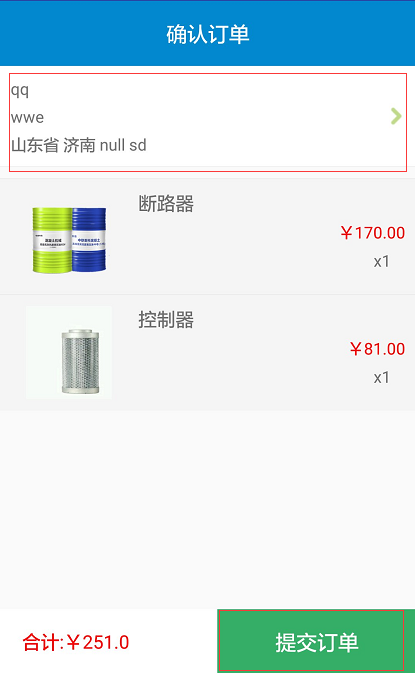 确认订单
qq
wwe
山东省 济南 null sd
断路器
￥170.00
x1
控制器
￥81.00
x1
合计:￥251.0
提交订单